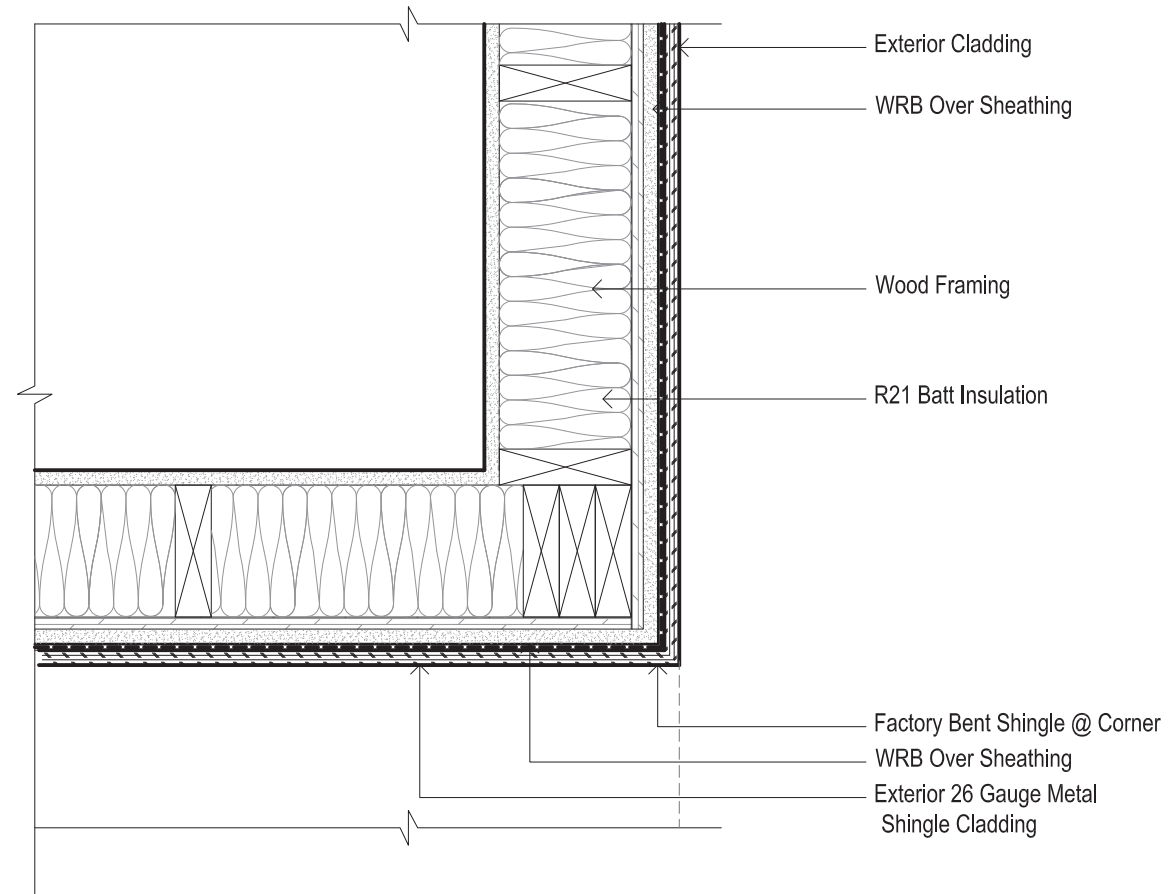 Exterior Cladding
WRB Over Sheathing
Wood Framing
R21 Batt Insulation
Factory Bent Shingle @ Corner
WRB Over Sheathing
Exterior 26 Gauge Metal
Shingle Cladding